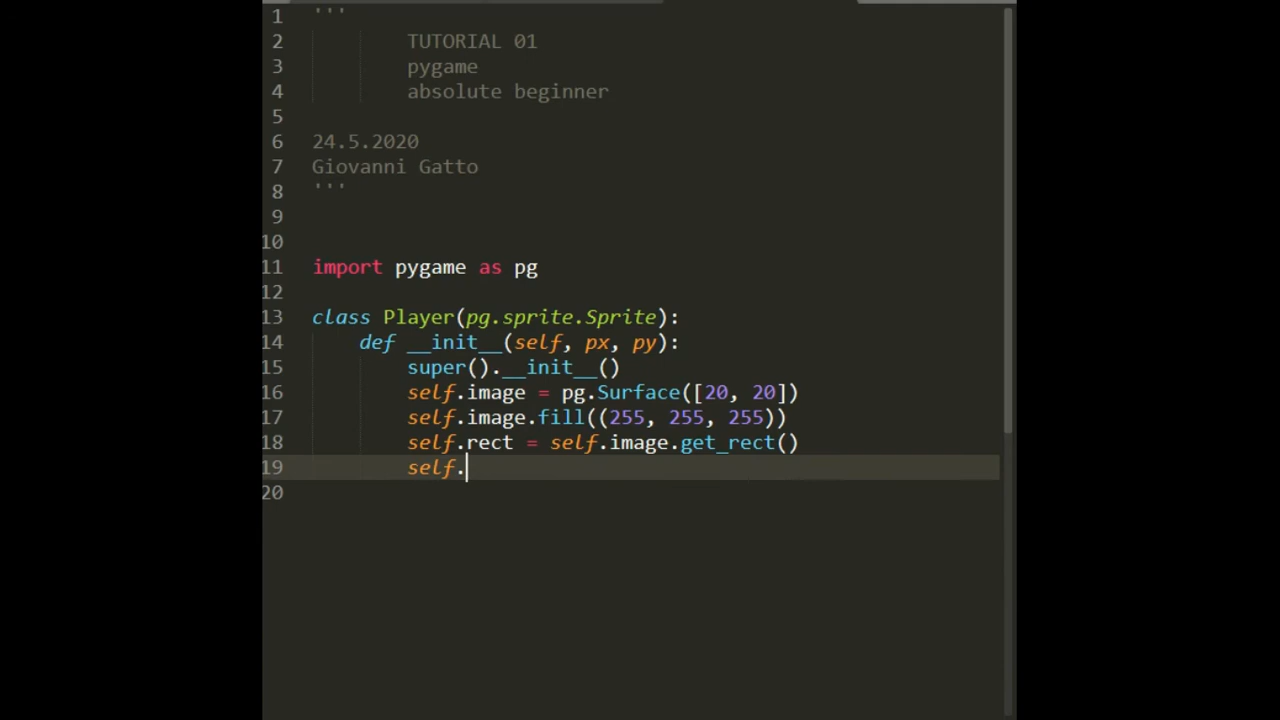 1 '''
2 TUTORIAL 01
3 pygame
4 absolute beginner
5
6 24.5.2020
7 Giovanni Gatto
8 '''
9
10
11 import pygame as pg
12
13 class Player(pg.sprite.Sprite):
14 def __init__(self, px, py):
15 super().__init__()
16 self.image = pg.Surface([20, 20])
17 self.image.fill((255, 255, 255))
18 self.rect = self.image.get_rect()
19 self.
20